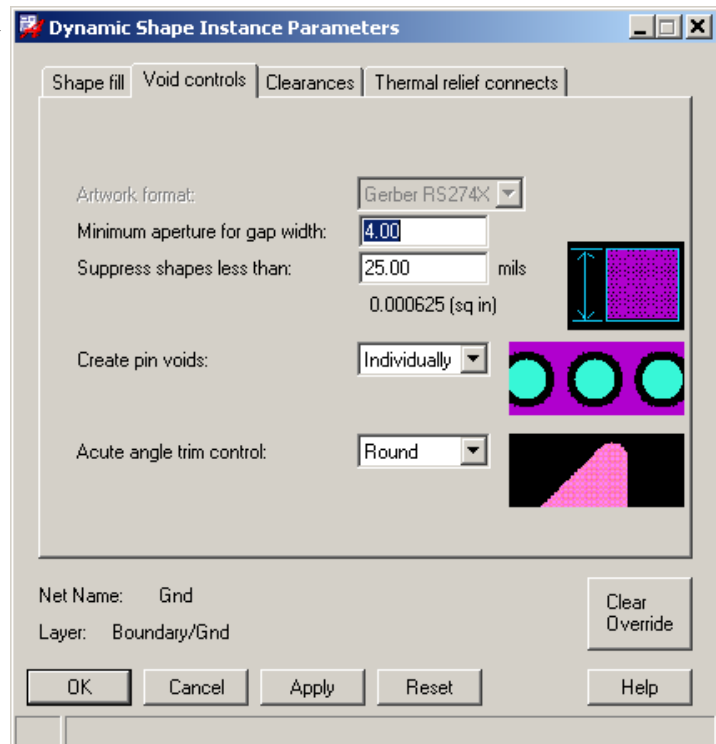 Dynamic Shape Instance Parameters
Shape fill Void controls Clearances Thermal relief connects
Artwork format: Gerber RS274X
Minimum aperture for gap width: 4.00
Suppress shapes less than: 25.00 mils
0.000625 (sq in)
Create pin voids: Individually
Acute angle trim control: Round
Net Name: Gnd
Layer: Boundary/Gnd
Clear
Override
OK Cancel Apply Reset Help